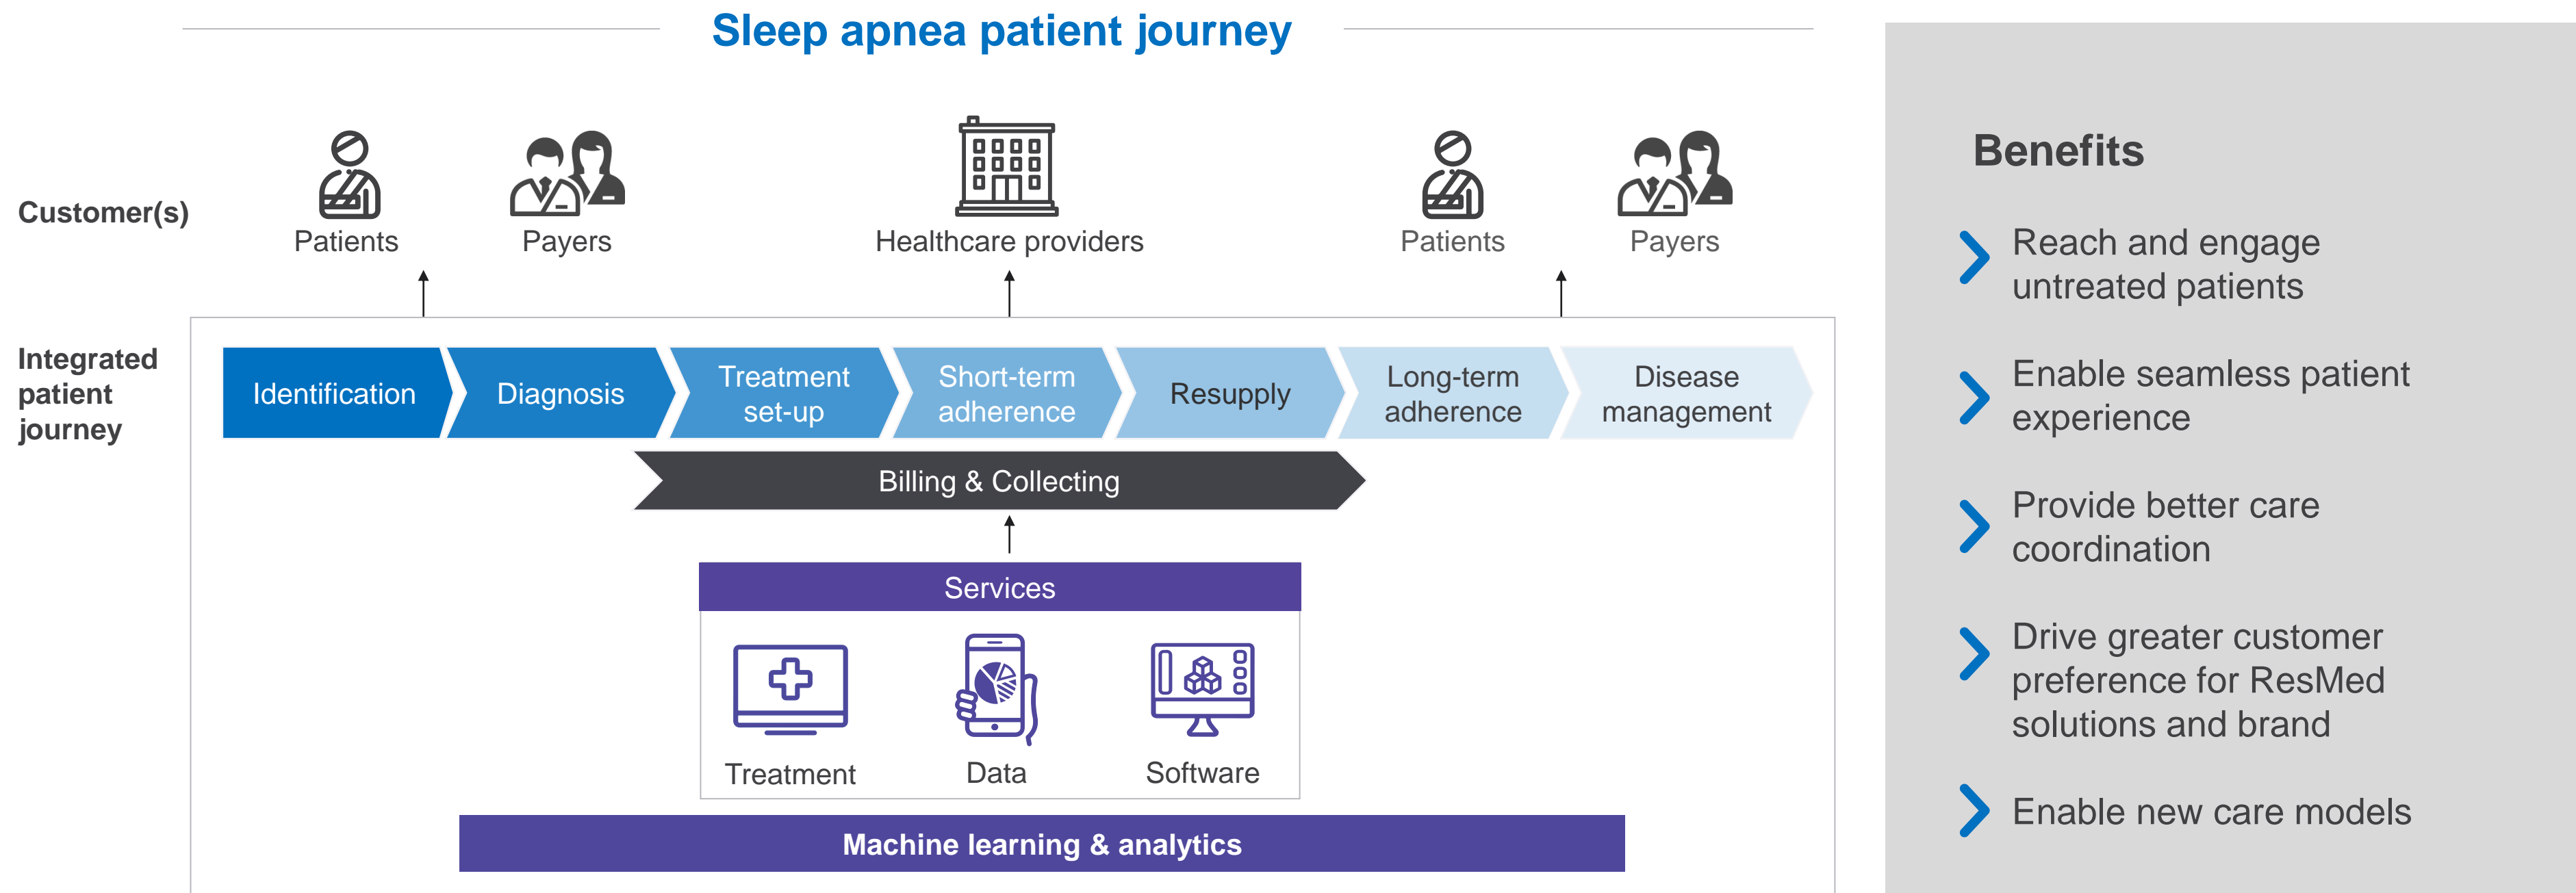 Sleep apnea patient journey
Customer(s)
Patients
Payers
Healthcare providers
Patients
Payers
Integrated
patient
journey
Identification
Diagnosis
Treatment
set-up
Short-term
adherence
Resupply
Long-term
adherence
Disease
management
Billing & Collecting
Services
Treatment
Data
Software
Machine learning & analytics
Benefits
Reach and engage
untreated patients
Enable seamless patient
experience
Provide better care
coordination
Drive greater customer
preference for ResMed
solutions and brand
Enable new care models